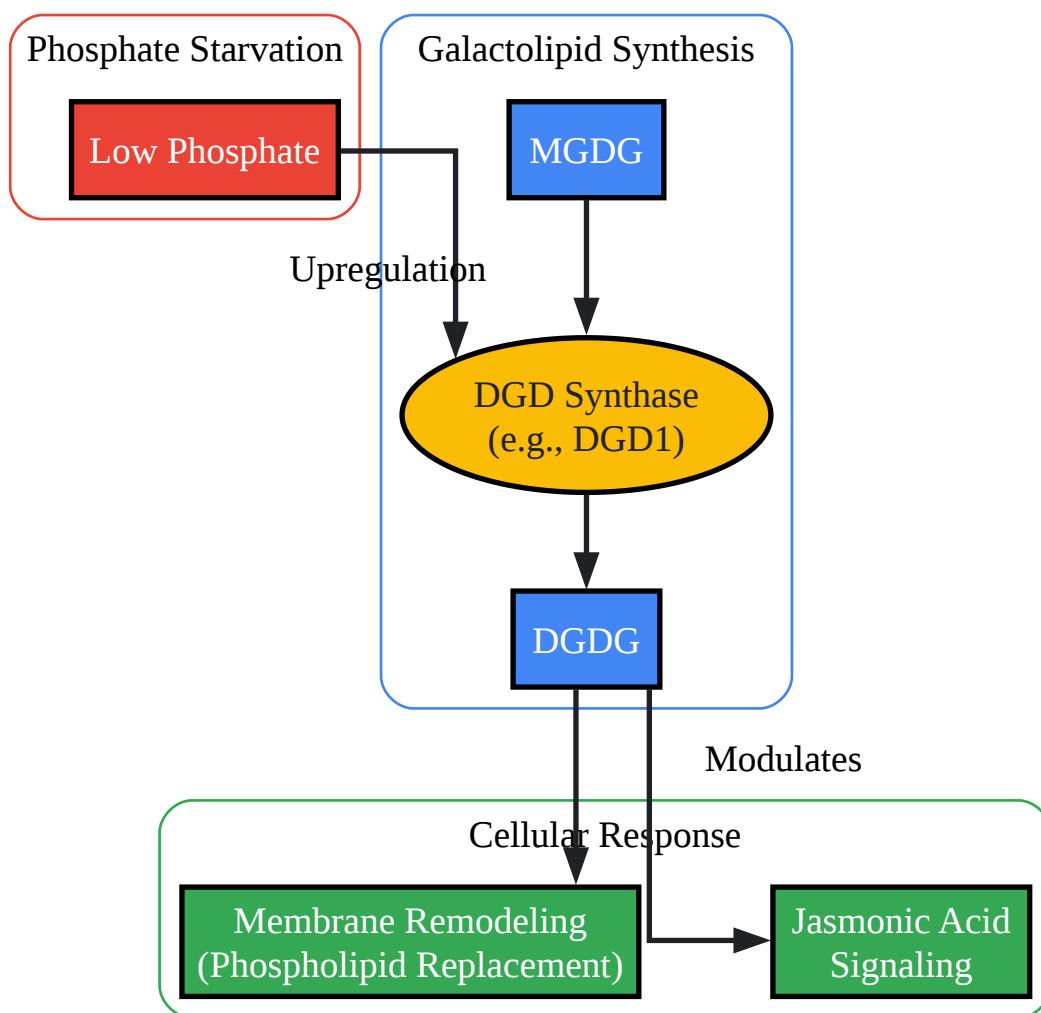 Phosphate Starvation
Galactolipid Synthesis
Low Phosphate
MGDG
Upregulation
DGD Synthase
(e.g., DGD1)
DGDG
Modulates
Cellular Response
Membrane Remodeling
(Phospholipid Replacement)
Jasmonic Acid
Signaling